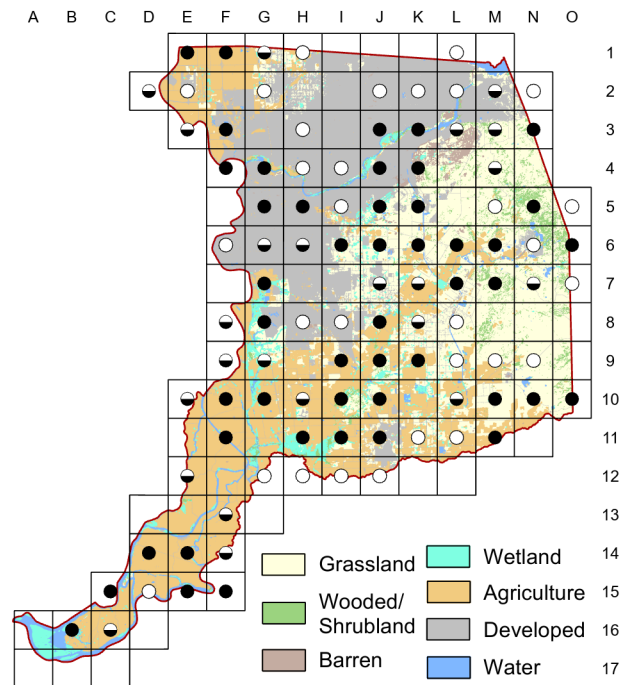 A B C D E F G H I J K L M N O
1
2
3
4
5
6
7
8
9
10
11
12
13
14
15
16
17
Grassland
Wooded/
Shrubland
Barren
Wetland
Agriculture
Developed
Water